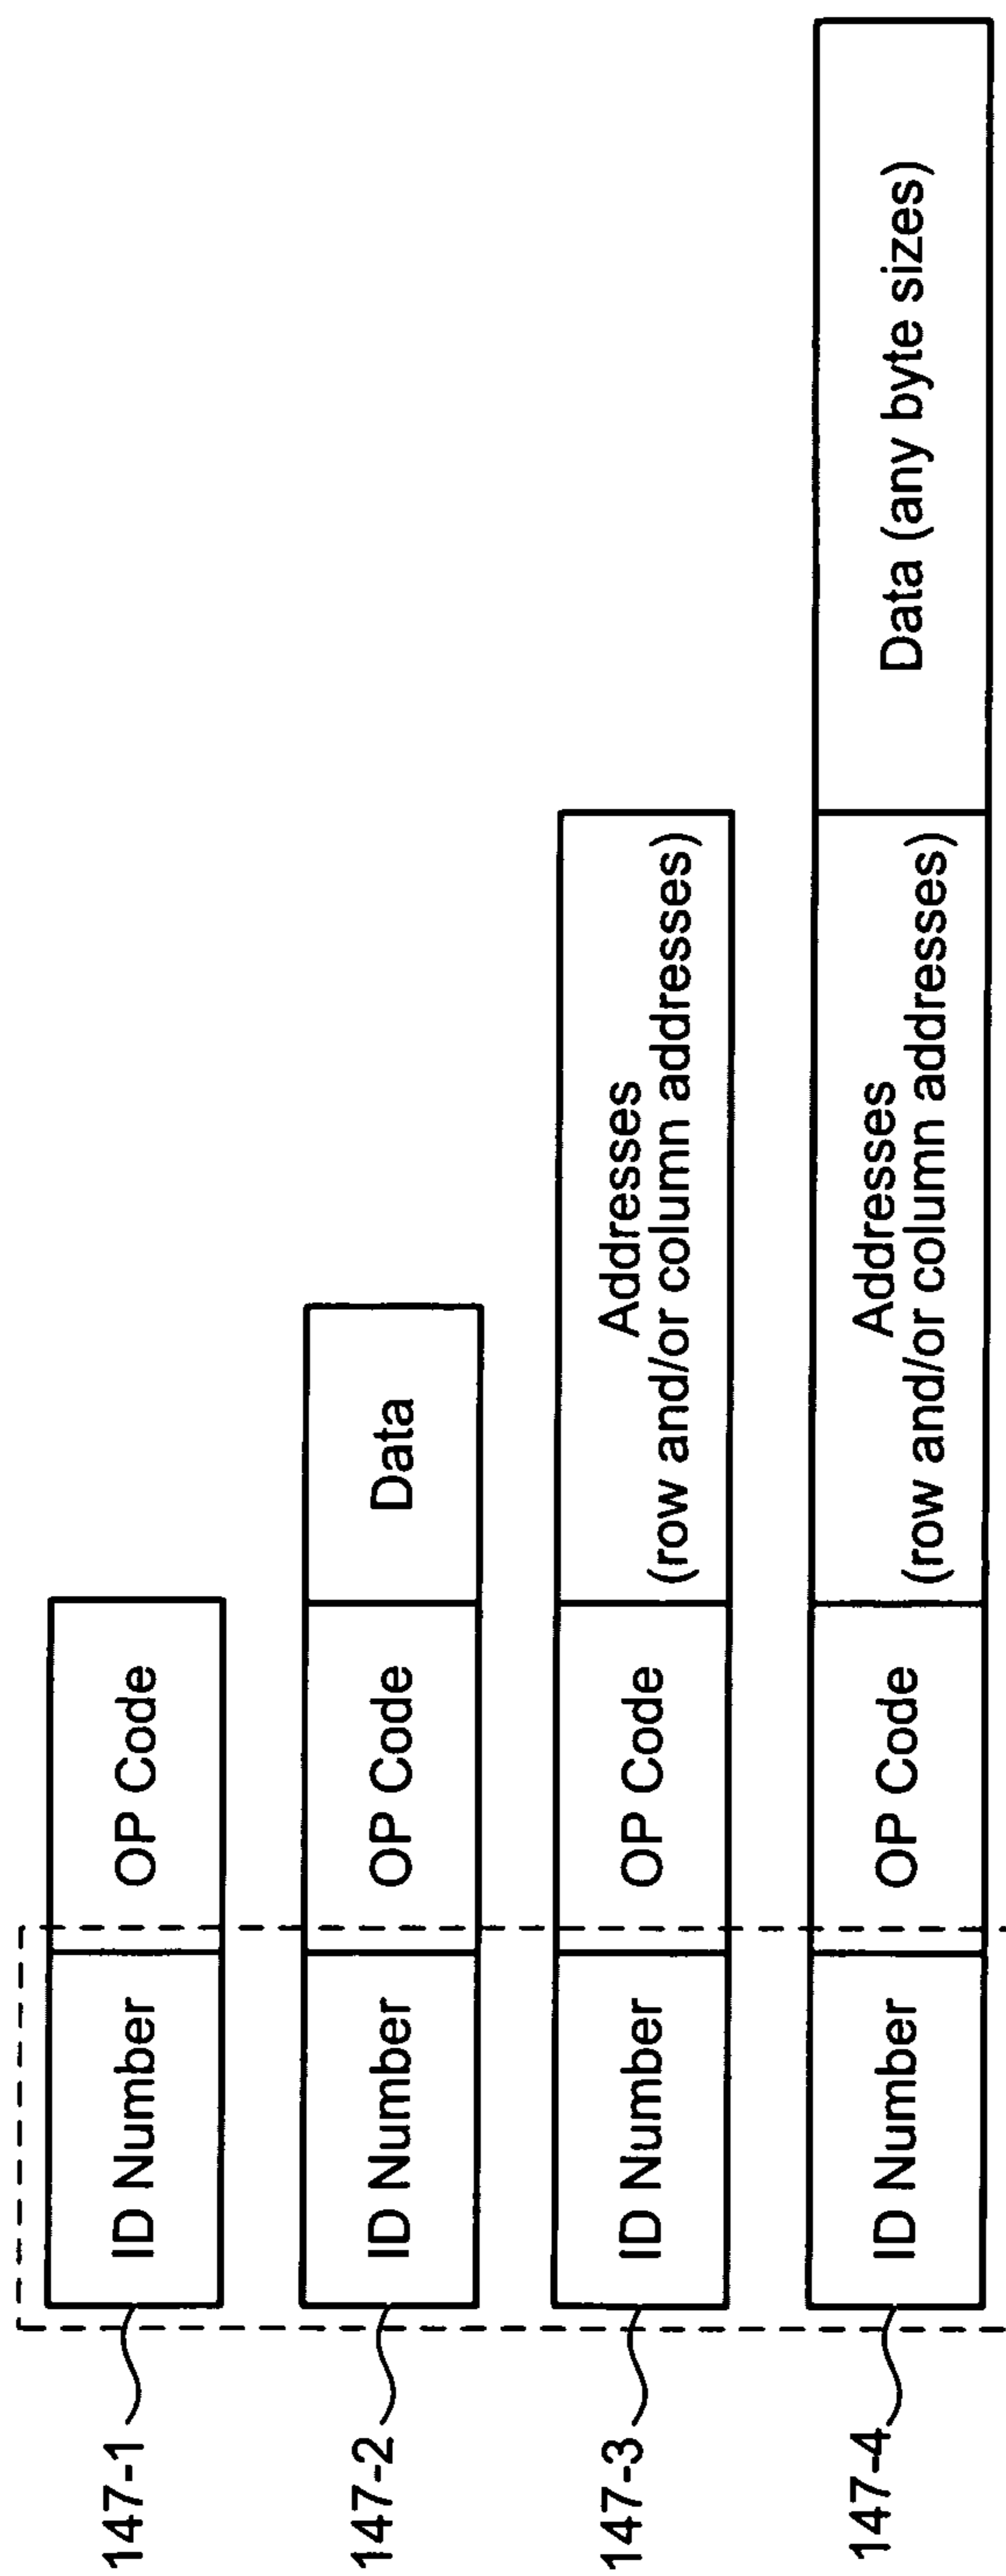 147-1
ID Number
OP Code
147-2
ID Number
OP Code
Data
147-3
ID Number
OP Code
Addresses
(row and/or column addresses)
147-4
ID Number
OP Code
Addresses
(row and/or column addresses)
Data (any byte sizes)